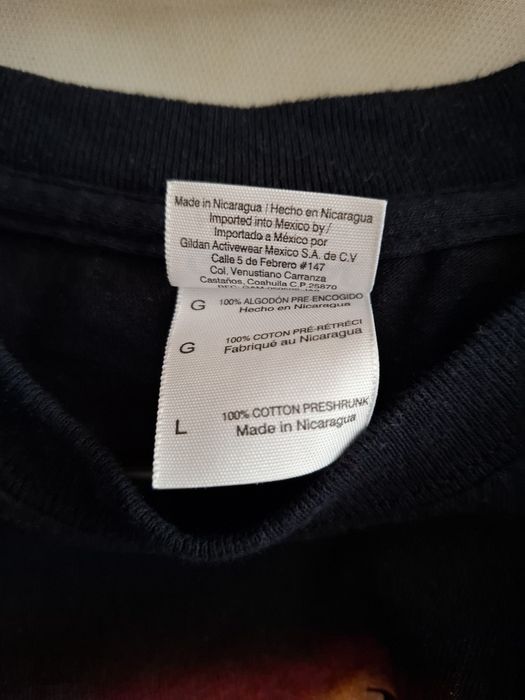 Made in Nicaragua / Hecho en Nicaragua
Imported into Mexico by /
Importado a México por
Gildan Activewear Mexico S.A. de C.V
Calle 5 de Febrero #147
Col. Venustiano Carranza
Castaños, Coahuila C.P 25870
G 100% ALGODÓN PRE-ENCOGIDO
Hecho en Nicaragua
G 100% COTON PRÉ-RÉTRÉCI
Fabriqué au Nicaragua
L 100% COTTON PRESHRUNK
Made in Nicaragua